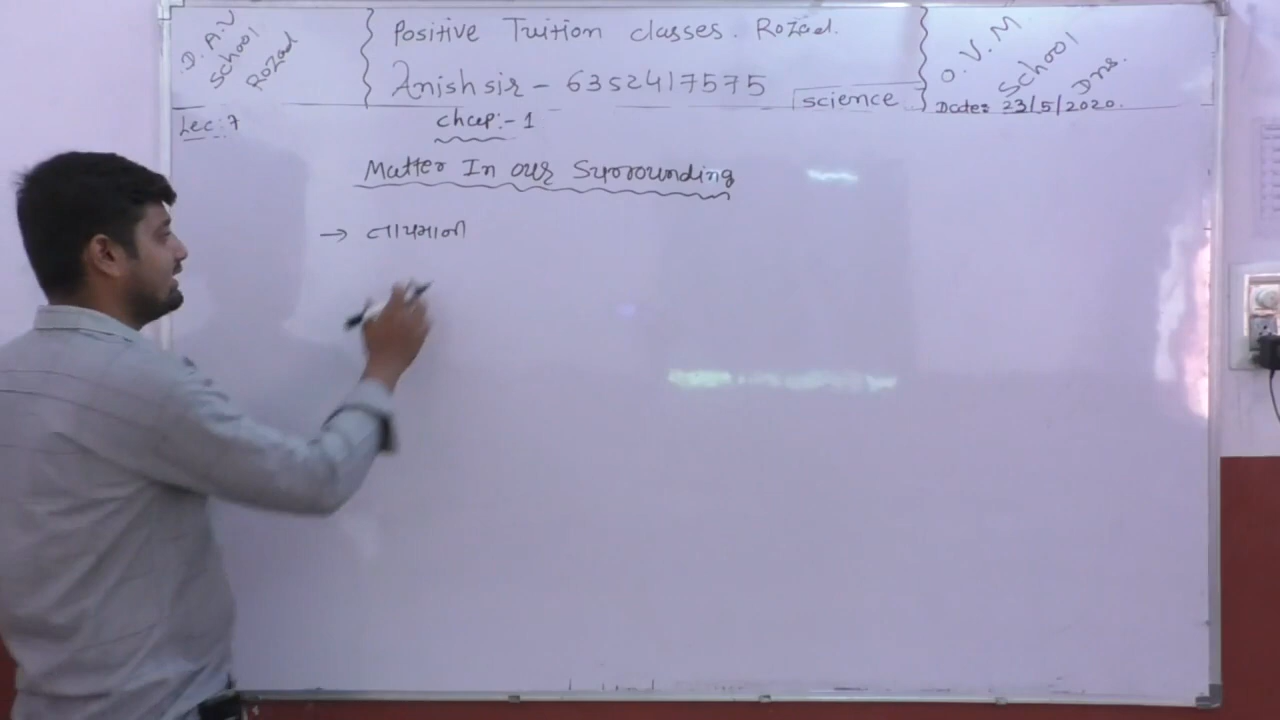 D.A.V
School
Rozad
Positive Tuition classes. Rozad.
Anish sir - 6352417575
science
O.V.M
School
Dnr.
Date: 23/5/2020.
Lec:7
chap:-1
Matter In our Surrounding
→ તાપમાન